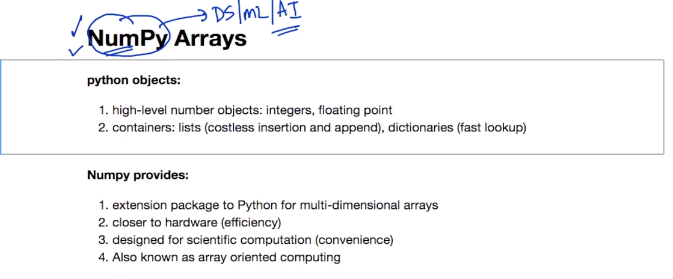 DS/ML/AI
NumPy Arrays
python objects:
1. high-level number objects: integers, floating point
2. containers: lists (costless insertion and append), dictionaries (fast lookup)
Numpy provides:
1. extension package to Python for multi-dimensional arrays
2. closer to hardware (efficiency)
3. designed for scientific computation (convenience)
4. Also known as array oriented computing